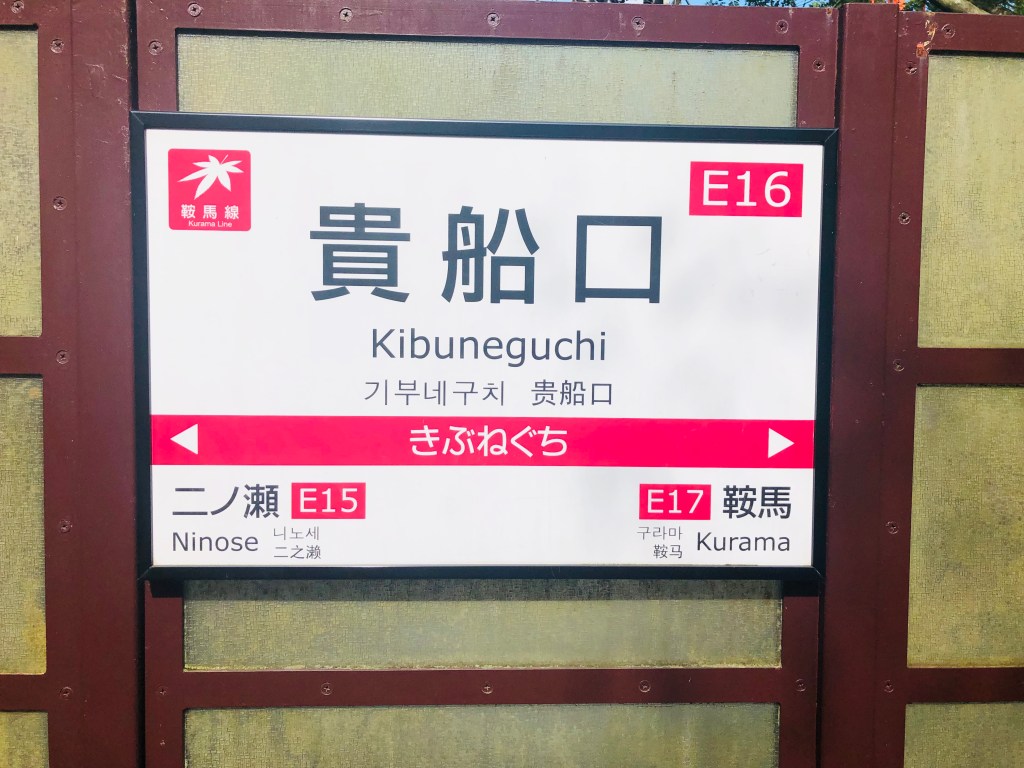 鞍馬線
Kurama Line
E16
貴船口
Kibuneguchi
기부네구치 贵船口
きぶねぐち
二ノ瀬 E15
Ninose 니노세 二之濑
E17 鞍馬
구라마 鞍马 Kurama